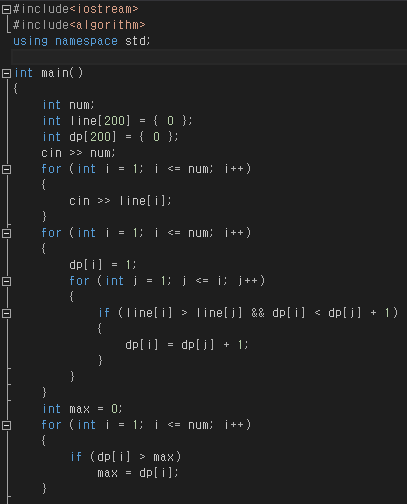 #include<iostream>
#include<algorithm>
using namespace std;

int main()
{
    int num;
    int line[200] = { 0 };
    int dp[200] = { 0 };
    cin >> num;
    for (int i = 1; i <= num; i++)
    {
        cin >> line[i];
    }
    for (int i = 1; i <= num; i++)
    {
        dp[i] = 1;
        for (int j = 1; j <= i; j++)
        {
            if (line[i] > line[j] && dp[i] < dp[j] + 1)
            {
                dp[i] = dp[j] + 1;
            }
        }
    }
    int max = 0;
    for (int i = 1; i <= num; i++)
    {
        if (dp[i] > max)
            max = dp[i];
    }